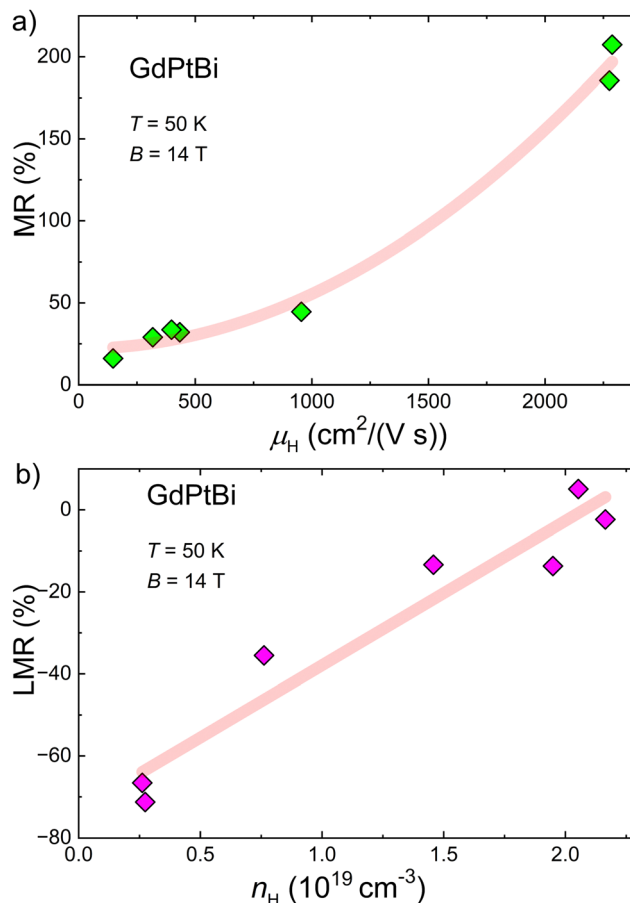 a)
GdPtBi
T = 50 K
B = 14 T
MR (%)
200
150
100
50
0
0 500 1000 1500 2000
μH (cm²/(V s))
b)
GdPtBi
T = 50 K
B = 14 T
LMR (%)
0
−20
−40
−60
−80
0.0 0.5 1.0 1.5 2.0
nH (10¹⁹ cm⁻³)